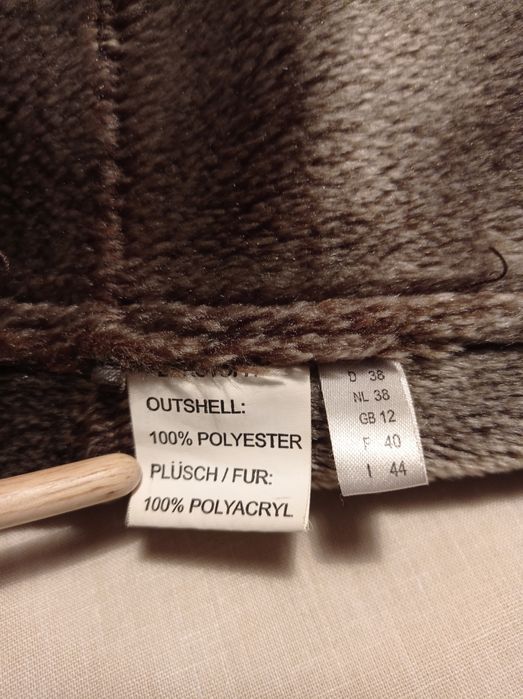 OUTSHELL:
100% POLYESTER
PLÜSCH / FUR:
100% POLYACRYL
D 38
NL 38
GB 12
F 40
I 44